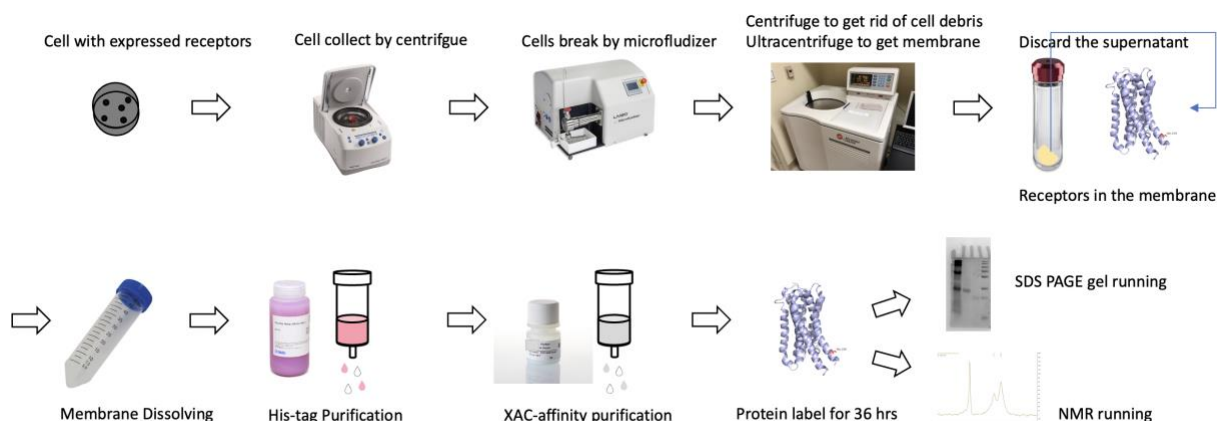 Cell with expressed receptors
Cell collect by centrifgue
Cells break by microfludizer
Centrifuge to get rid of cell debris
Ultracentrifuge to get membrane
Discard the supernatant
Receptors in the membrane
Membrane Dissolving
His-tag Purification
XAC-affinity purification
Protein label for 36 hrs
SDS PAGE gel running
NMR running